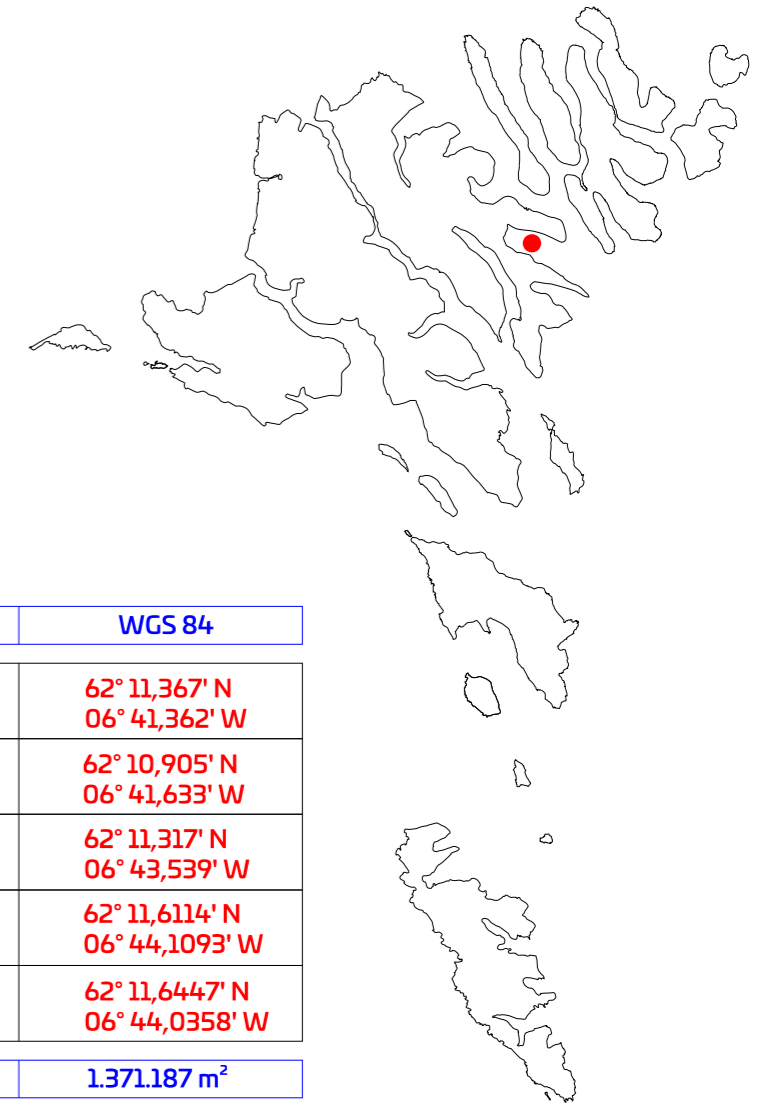 WGS 84
62° 11,367' N
06° 41,362' W
62° 10,905' N
06° 41,633' W
62° 11,317' N
06° 43,539' W
62° 11,6114' N
06° 44,1093' W
62° 11,6447' N
06° 44,0358' W
1.371.187 m²